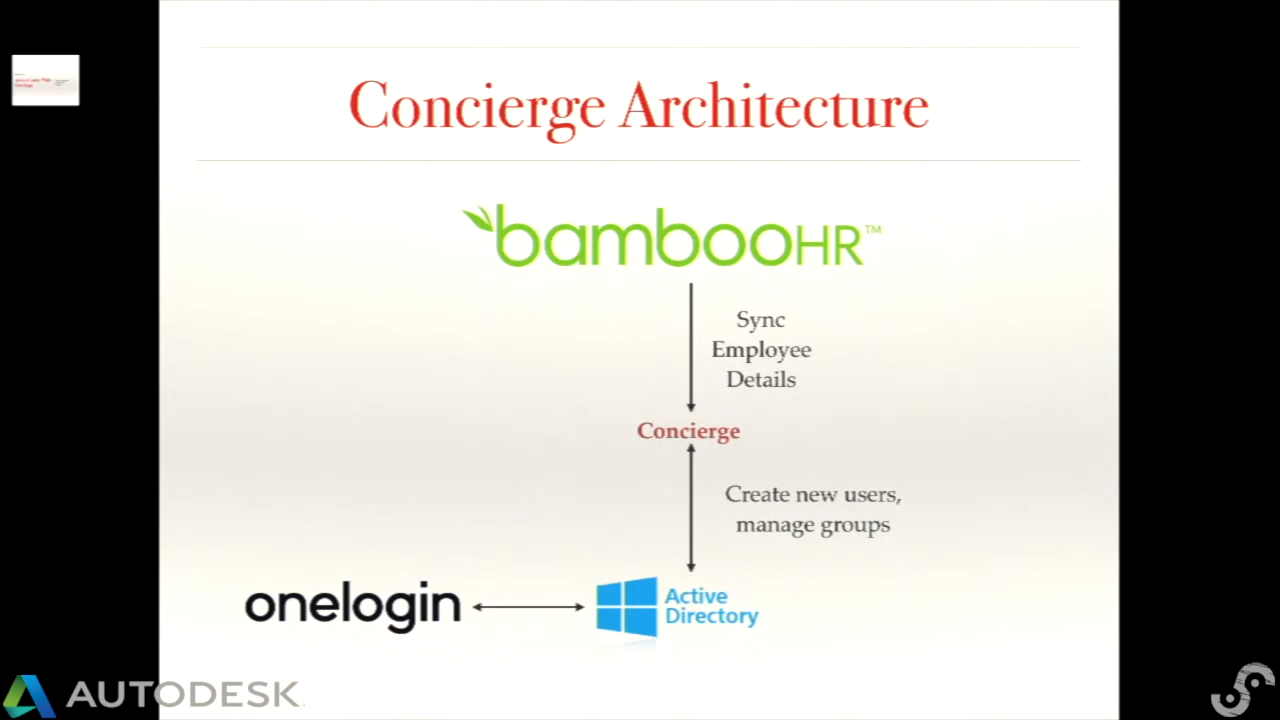 Concierge Architecture
bambooHR™
Sync
Employee
Details
Concierge
Create new users,
manage groups
onelogin
Active
Directory
AUTODESK.